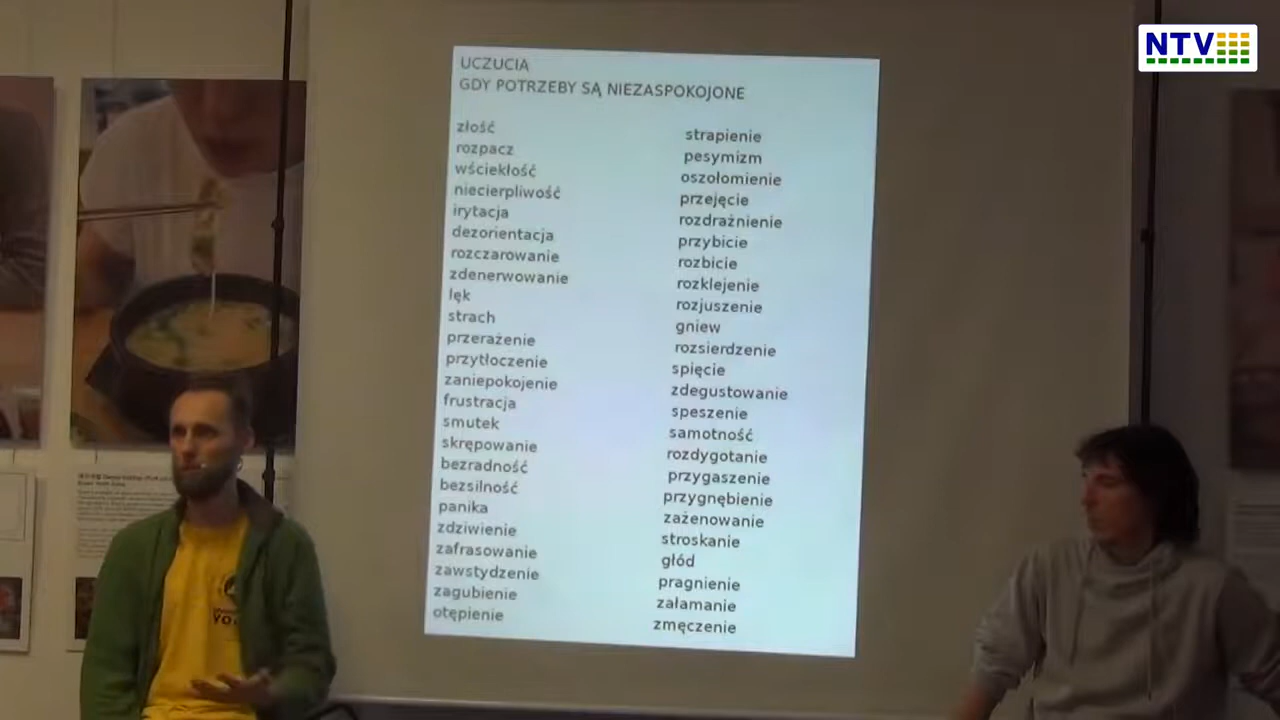 NTV
UCZUCIA
GDY POTRZEBY SĄ NIEZASPOKOJONE
złość
rozpacz
wściekłość
niecierpliwość
irytacja
dezorientacja
rozczarowanie
zdenerwowanie
lęk
strach
przerażenie
przytłoczenie
zaniepokojenie
frustracja
smutek
skrępowanie
bezradność
bezsilność
panika
zdziwienie
zafrasowanie
zawstydzenie
zagubienie
otępienie
strapienie
pesymizm
oszołomienie
przejęcie
rozdrażnienie
przybicie
rozbicie
rozklejenie
rozjuszenie
gniew
rozsierdzenie
spięcie
zdegustowanie
speszenie
samotność
rozdygotanie
przygaszenie
przygnębienie
zażenowanie
stroskanie
głód
pragnienie
załamanie
zmęczenie